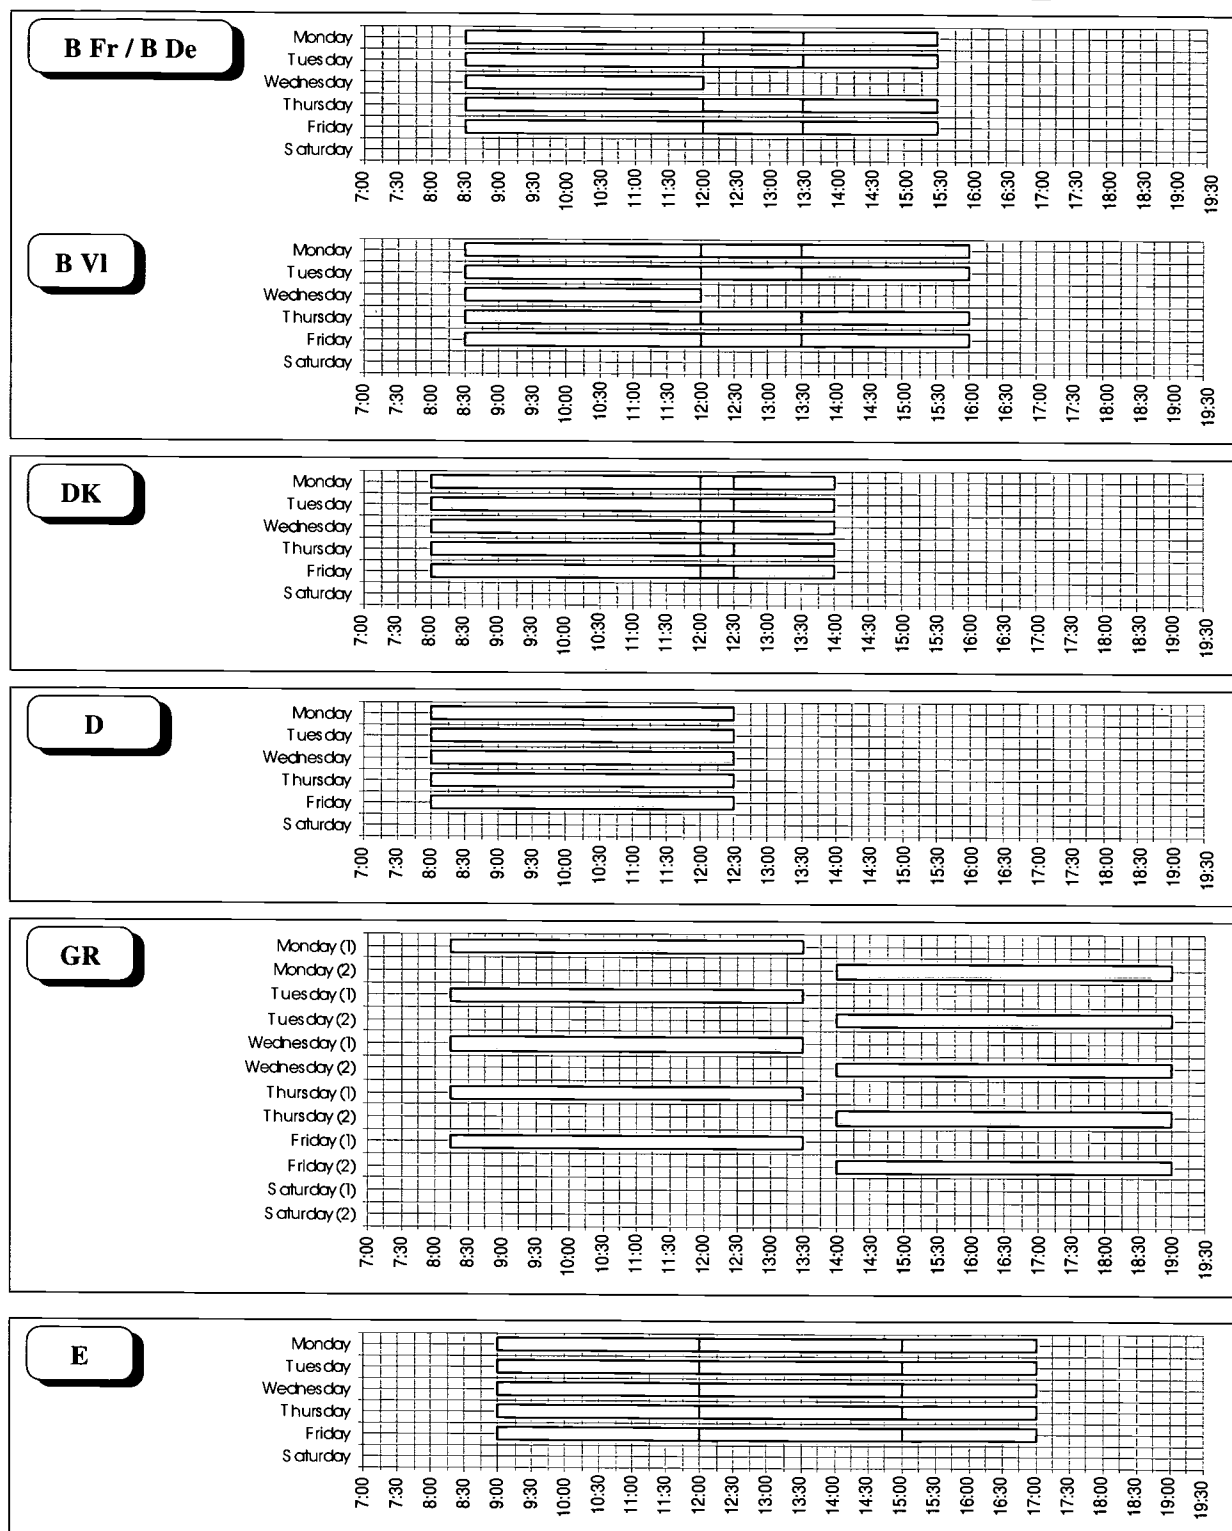 B Fr / B De
Monday
Tuesday
Wednesday
Thursday
Friday
Saturday
7:00 7:30 8:00 8:30 9:00 9:30 10:00 10:30 11:00 11:30 12:00 12:30 13:00 13:30 14:00 14:30 15:00 15:30 16:00 16:30 17:00 17:30 18:00 18:30 19:00 19:30
B Vl
Monday
Tuesday
Wednesday
Thursday
Friday
Saturday
7:00 7:30 8:00 8:30 9:00 9:30 10:00 10:30 11:00 11:30 12:00 12:30 13:00 13:30 14:00 14:30 15:00 15:30 16:00 16:30 17:00 17:30 18:00 18:30 19:00 19:30
DK
Monday
Tuesday
Wednesday
Thursday
Friday
Saturday
7:00 7:30 8:00 8:30 9:00 9:30 10:00 10:30 11:00 11:30 12:00 12:30 13:00 13:30 14:00 14:30 15:00 15:30 16:00 16:30 17:00 17:30 18:00 18:30 19:00 19:30
D
Monday
Tuesday
Wednesday
Thursday
Friday
Saturday
7:00 7:30 8:00 8:30 9:00 9:30 10:00 10:30 11:00 11:30 12:00 12:30 13:00 13:30 14:00 14:30 15:00 15:30 16:00 16:30 17:00 17:30 18:00 18:30 19:00 19:30
GR
Monday (1)
Monday (2)
Tuesday (1)
Tuesday (2)
Wednesday (1)
Wednesday (2)
Thursday (1)
Thursday (2)
Friday (1)
Friday (2)
Saturday (1)
Saturday (2)
7:00 7:30 8:00 8:30 9:00 9:30 10:00 10:30 11:00 11:30 12:00 12:30 13:00 13:30 14:00 14:30 15:00 15:30 16:00 16:30 17:00 17:30 18:00 18:30 19:00 19:30
E
Monday
Tuesday
Wednesday
Thursday
Friday
Saturday
7:00 7:30 8:00 8:30 9:00 9:30 10:00 10:30 11:00 11:30 12:00 12:30 13:00 13:30 14:00 14:30 15:00 15:30 16:00 16:30 17:00 17:30 18:00 18:30 19:00 19:30